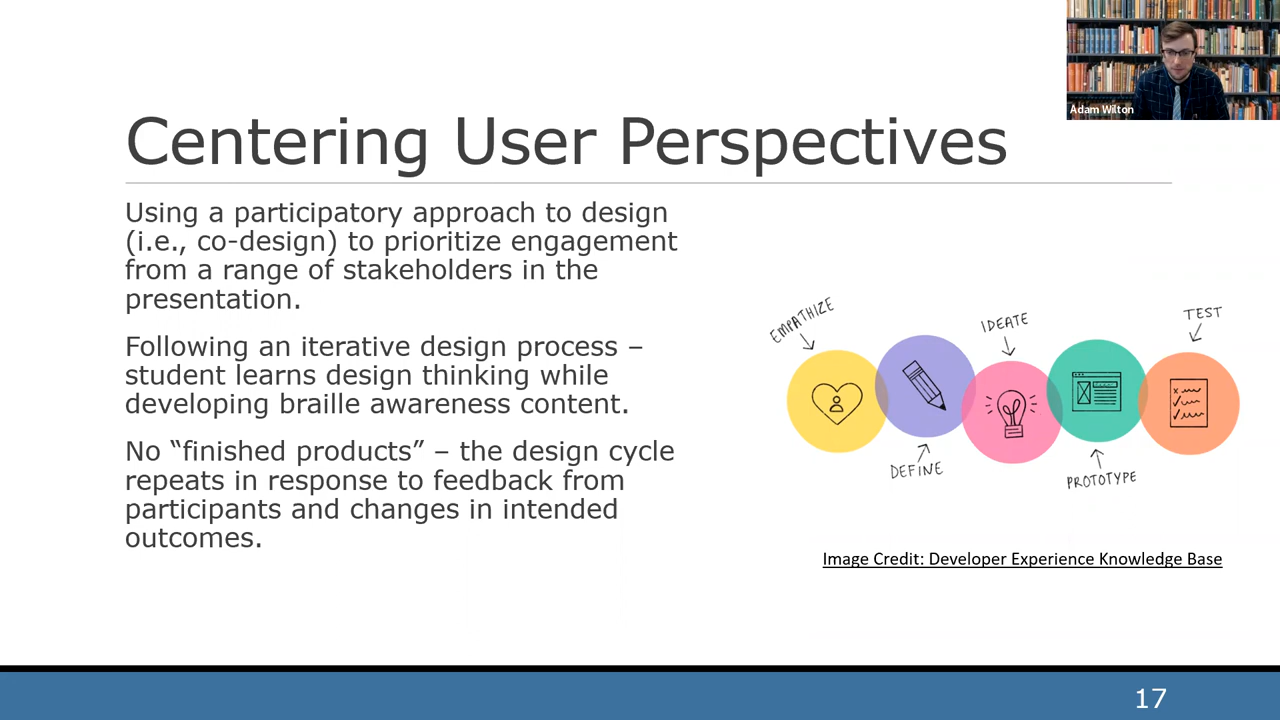 Adam Wilton
Centering User Perspectives
Using a participatory approach to design
(i.e., co-design) to prioritize engagement
from a range of stakeholders in the
presentation.
Following an iterative design process –
student learns design thinking while
developing braille awareness content.
No “finished products” – the design cycle
repeats in response to feedback from
participants and changes in intended
outcomes.
EMPATHIZE
DEFINE
IDEATE
PROTOTYPE
TEST
Image Credit: Developer Experience Knowledge Base
17